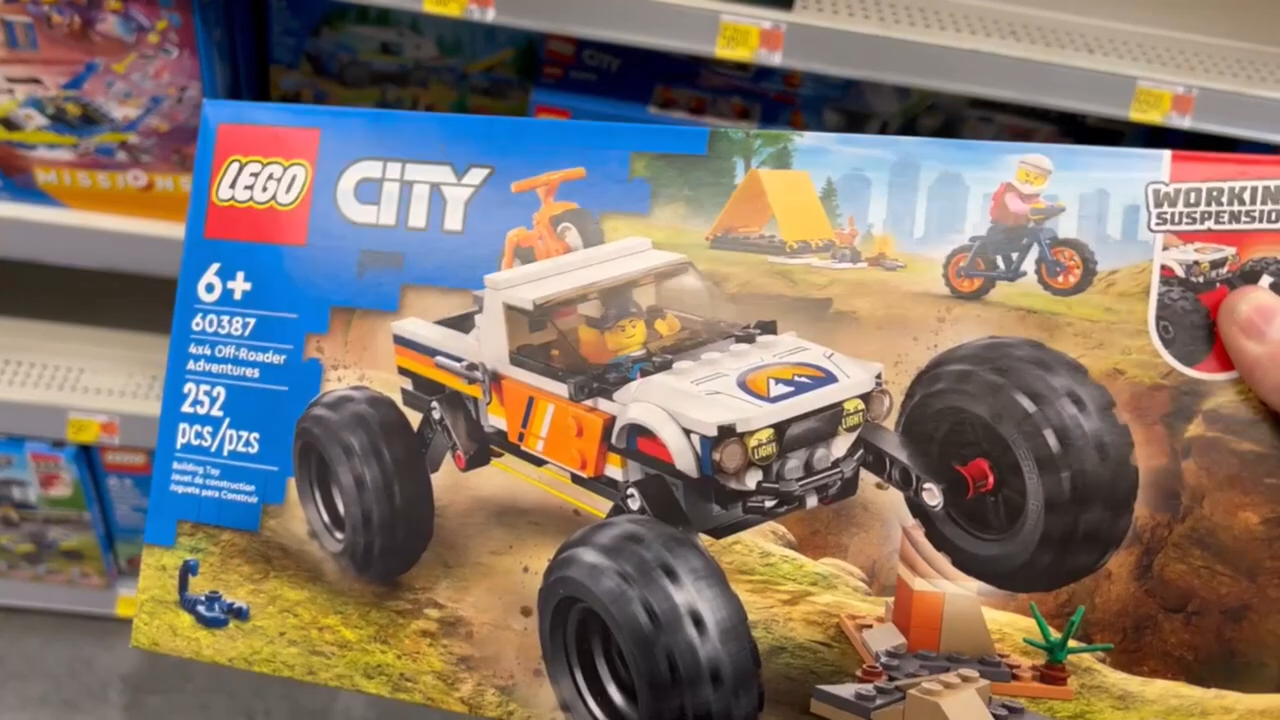 CITY
MISSIONS
LEGO
CITY
6+
60387
4x4 Off-Roader
Adventures
252
pcs/pzs
Building Toy
Jouet de construction
Juguete para Construir
WORKIN
SUSPENSIO
LIGHT
LIGHT